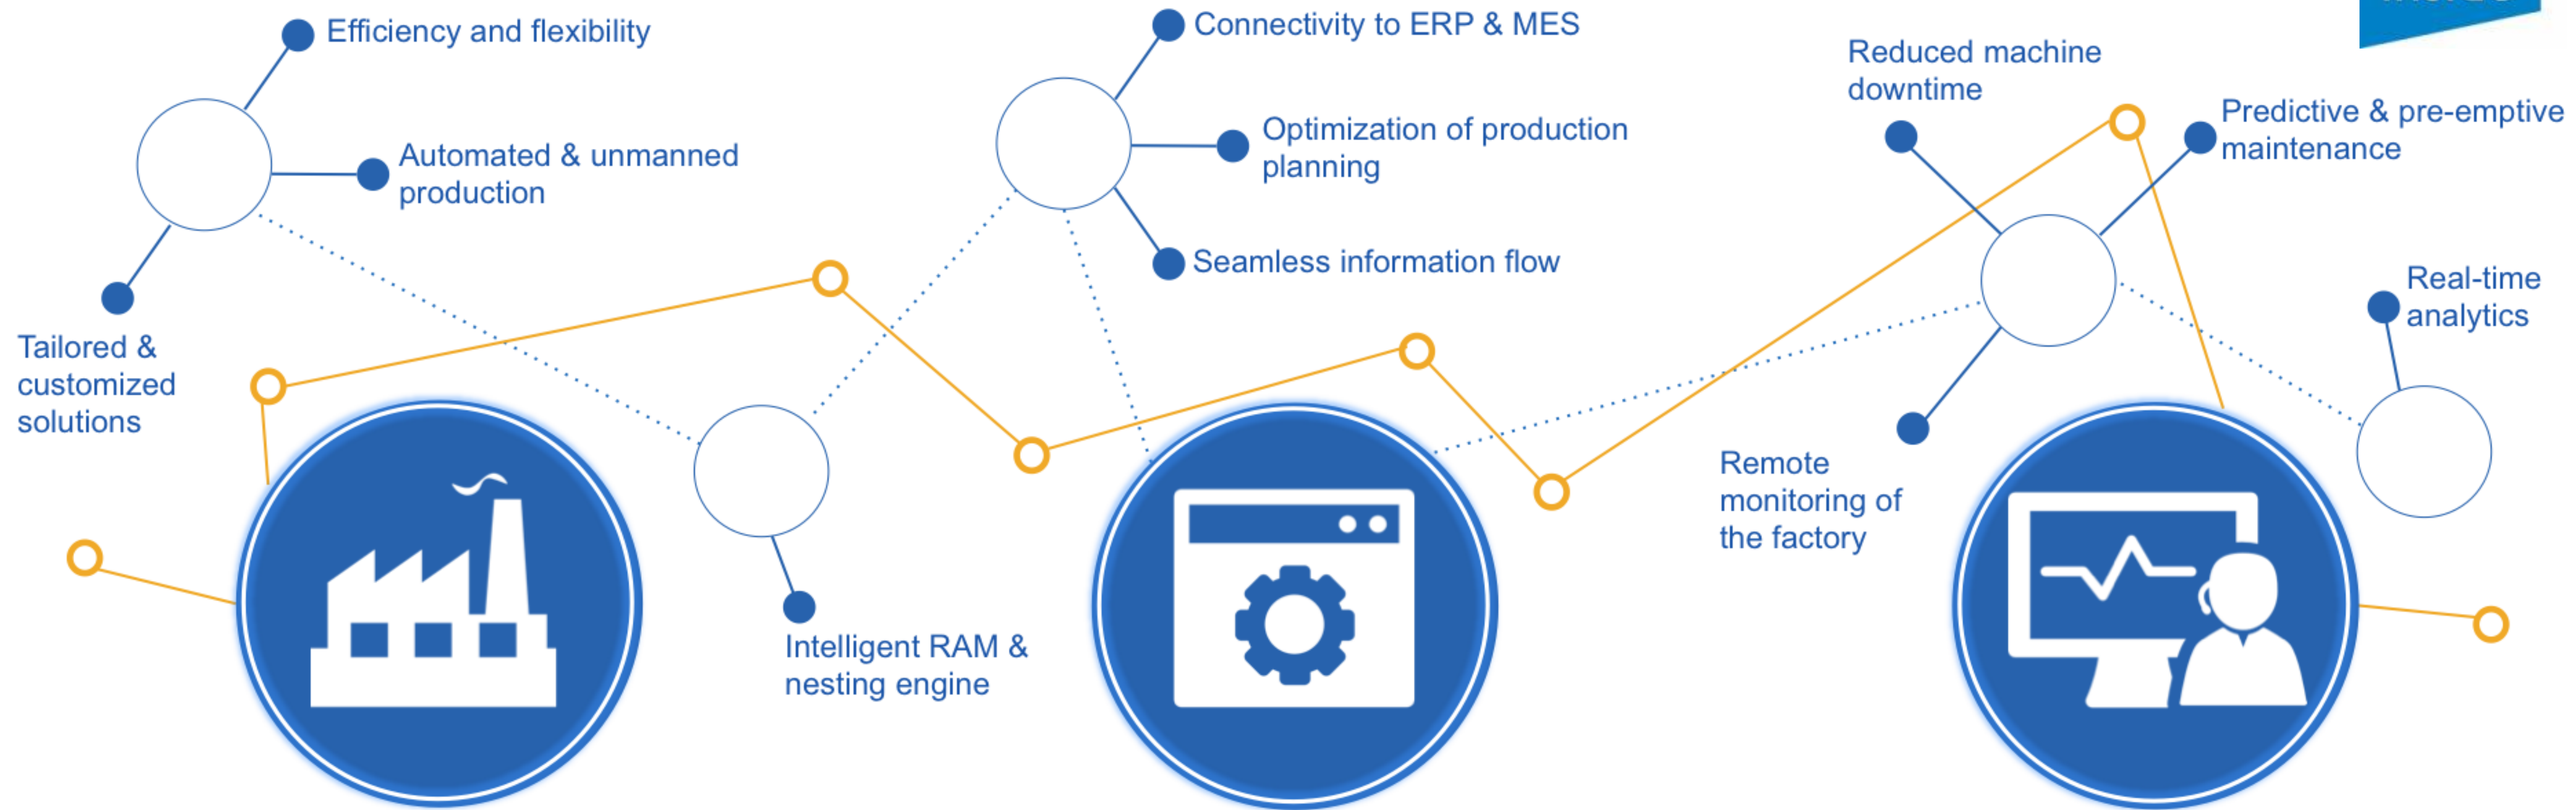 Efficiency and flexibility
Automated & unmanned
production
Tailored &
customized
solutions
Intelligent RAM &
nesting engine
Connectivity to ERP & MES
Optimization of production
planning
Seamless information flow
Reduced machine
downtime
Predictive & pre-emptive
maintenance
Remote
monitoring of
the factory
Real-time
analytics